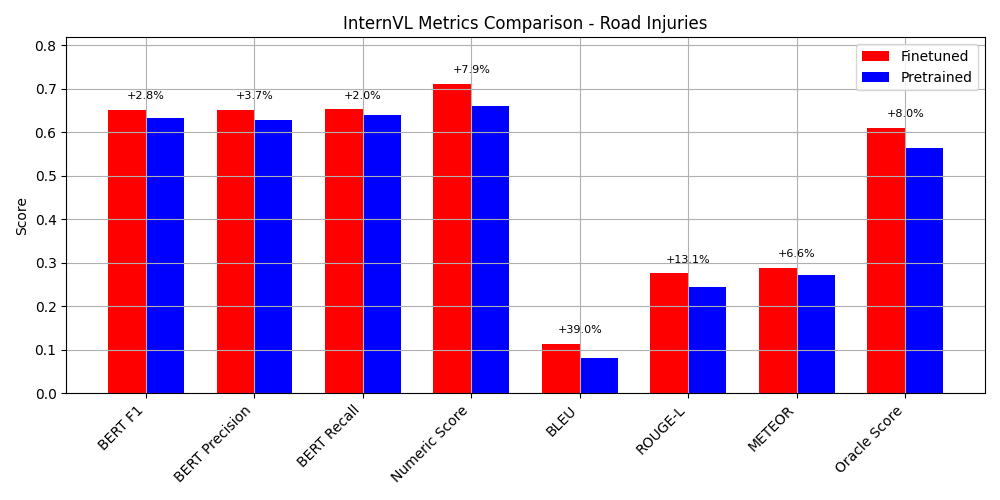 InternVL Metrics Comparison - Road Injuries
Finetuned
Pretrained
Score
0.8
0.7
0.6
0.5
0.4
0.3
0.2
0.1
0.0
+2.8%
+3.7%
+2.0%
+7.9%
+39.0%
+13.1%
+6.6%
+8.0%
BERT F1
BERT Precision
BERT Recall
Numeric Score
BLEU
ROUGE-L
METEOR
Oracle Score